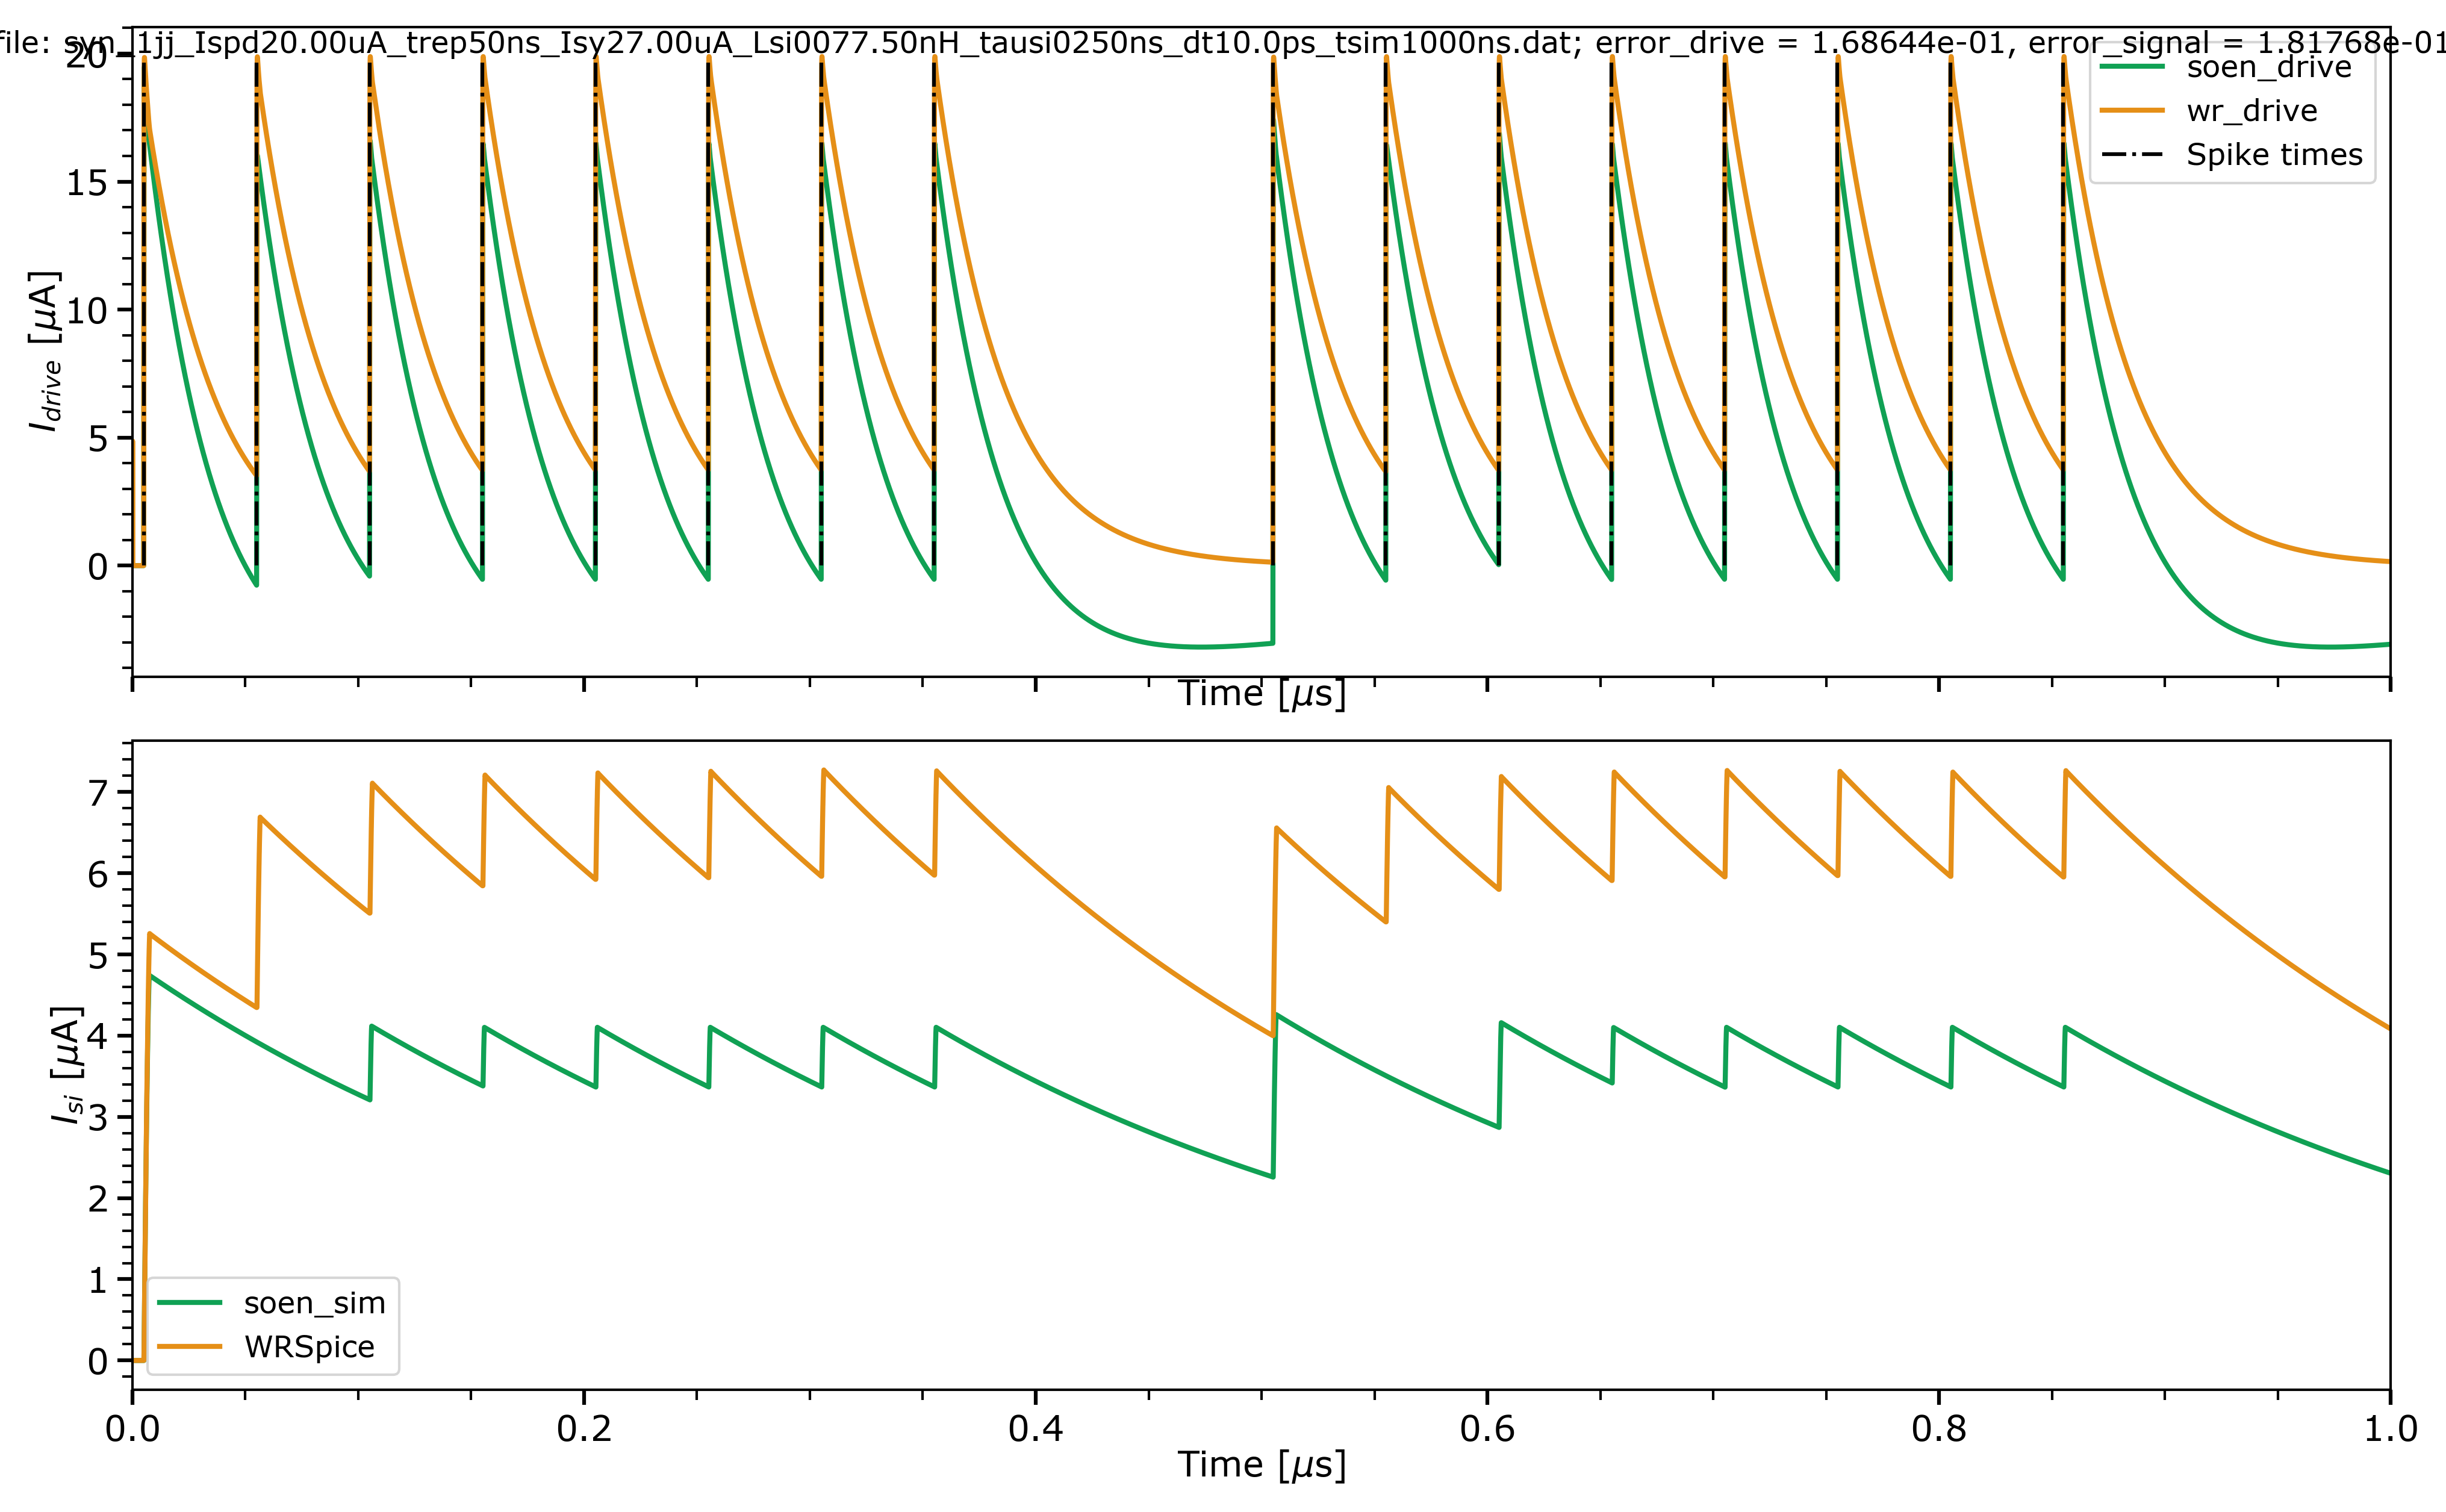 file: syn_1jj_Ispd20.00uA_trep50ns_Isy27.00uA_Lsi0077.50nH_tausi0250ns_dt10.0ps_tsim1000ns.dat; error_drive = 1.68644e-01, error_signal = 1.81768e-01
20
15
10
5
0
I_drive [μA]
soen_drive
wr_drive
Spike times
Time [μs]
7
6
5
4
3
2
1
0
I_si [μA]
soen_sim
WRSpice
0.0 0.2 0.4 0.6 0.8 1.0
Time [μs]